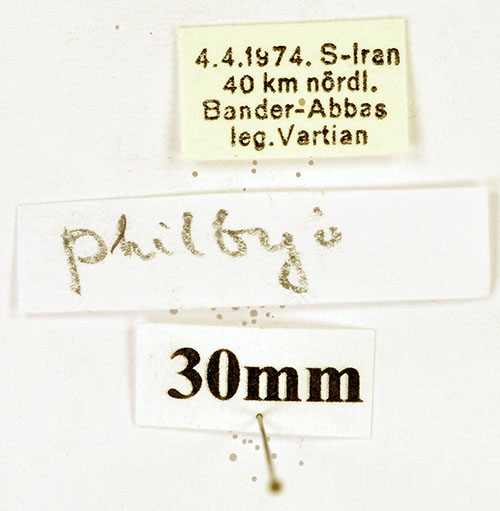 4.4.1974. S-Iran
40 km nördl.
Bander-Abbas
leg. Vartian
philbyi
30mm